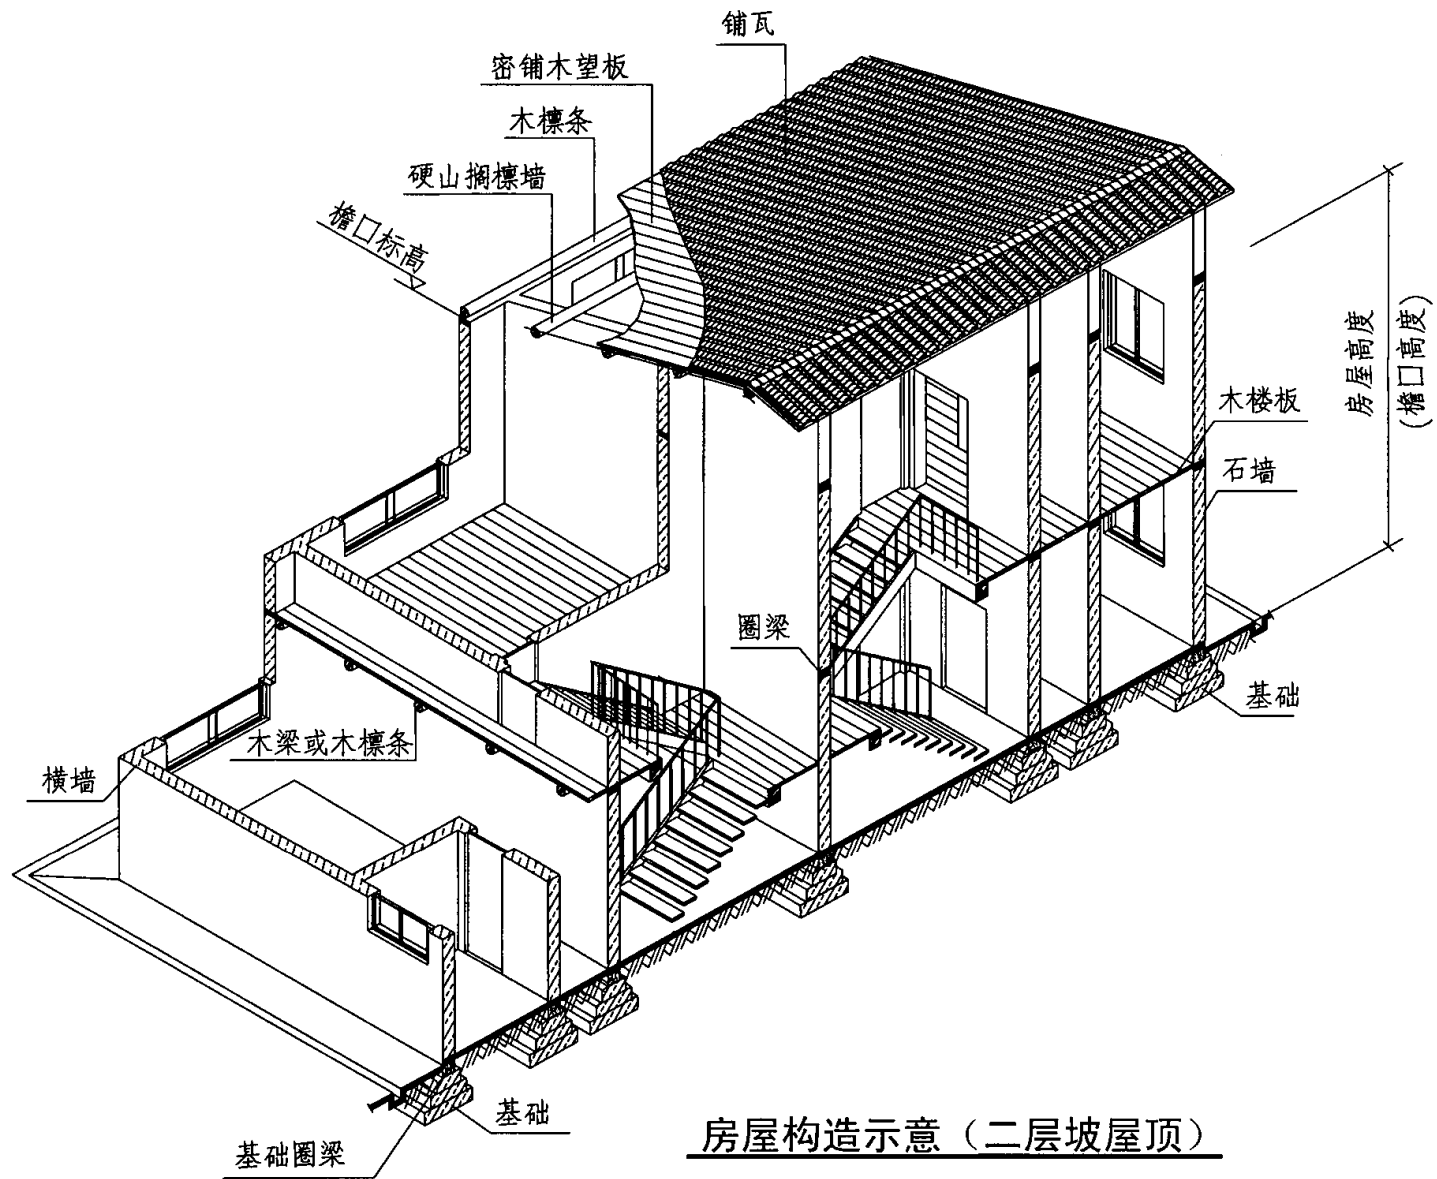 铺瓦
密铺木望板
木檩条
硬山搁檩墙
檐口标高
房屋高度
(檐口高度)
木楼板
石墙
圈梁
基础
木梁或木檩条
横墙
基础
基础圈梁
房屋构造示意（二层坡屋顶）